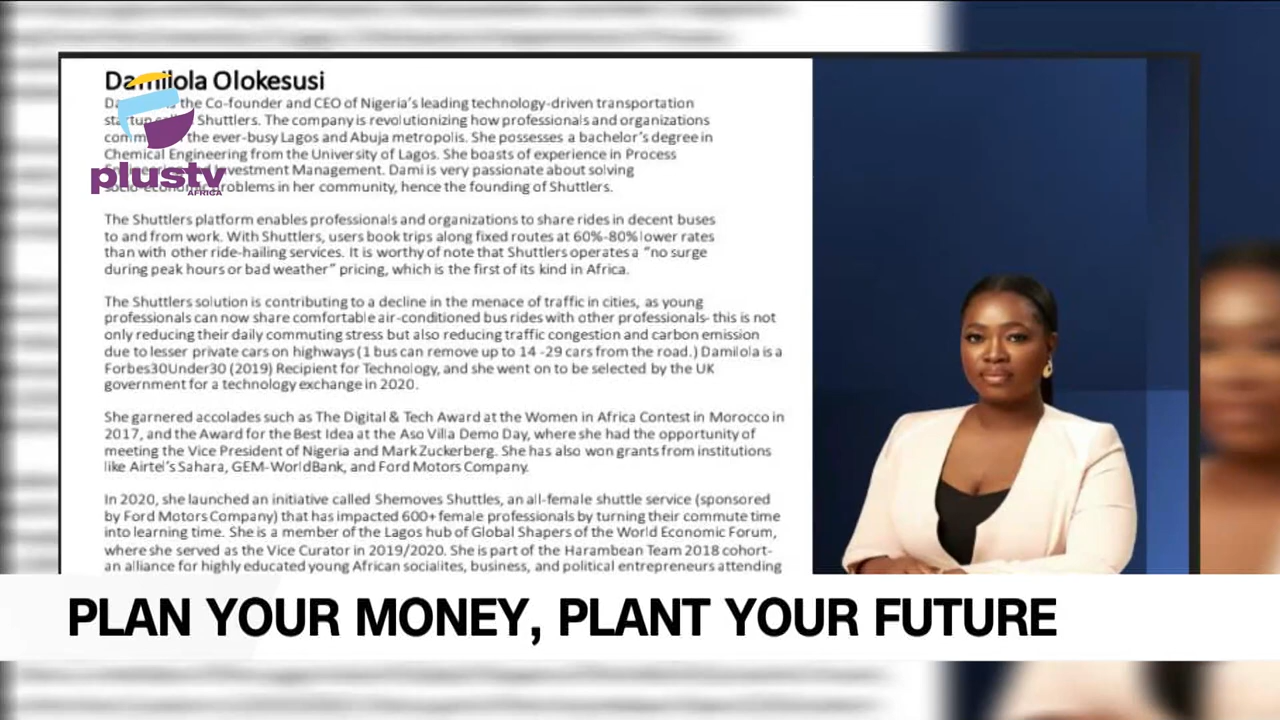 Damilola Olokesusi
the Co-founder and CEO of Nigeria's leading technology-driven transportation
Shuttlers. The company is revolutionizing how professionals and organizations
the ever-busy Lagos and Abuja metropolis. She possesses a bachelor's degree in
Chemical Engineering from the University of Lagos. She boasts of experience in Process
Investment Management. Dami is very passionate about solving
problems in her community, hence the founding of Shuttlers.
plustv
AFRICA
The Shuttlers platform enables professionals and organizations to share rides in decent buses
to and from work. With Shuttlers, users book trips along fixed routes at 60%-80% lower rates
than with other ride-hailing services. It is worthy of note that Shuttlers operates a "no surge
during peak hours or bad weather" pricing, which is the first of its kind in Africa.
The Shuttlers solution is contributing to a decline in the menace of traffic in cities, as young
professionals can now share comfortable air-conditioned bus rides with other professionals- this is not
only reducing their daily commuting stress but also reducing traffic congestion and carbon emission
due to lesser private cars on highways (1 bus can remove up to 14 -29 cars from the road.) Damilola is a
Forbes30Under30 (2019) Recipient for Technology, and she went on to be selected by the UK
government for a technology exchange in 2020.
She garnered accolades such as The Digital & Tech Award at the Women in Africa Contest in Morocco in
2017, and the Award for the Best Idea at the Aso Villa Demo Day, where she had the opportunity of
meeting the Vice President of Nigeria and Mark Zuckerberg. She has also won grants from institutions
like Airtel's Sahara, GEM-WorldBank, and Ford Motors Company.
In 2020, she launched an initiative called Shemoves Shuttles, an all-female shuttle service (sponsored
by Ford Motors Company) that has impacted 600+ female professionals by turning their commute time
into learning time. She is a member of the Lagos hub of Global Shapers of the World Economic Forum,
where she served as the Vice Curator in 2019/2020. She is part of the Harambean Team 2018 cohort-
an alliance for highly educated young African socialites, business, and political entrepreneurs attending
PLAN YOUR MONEY, PLANT YOUR FUTURE